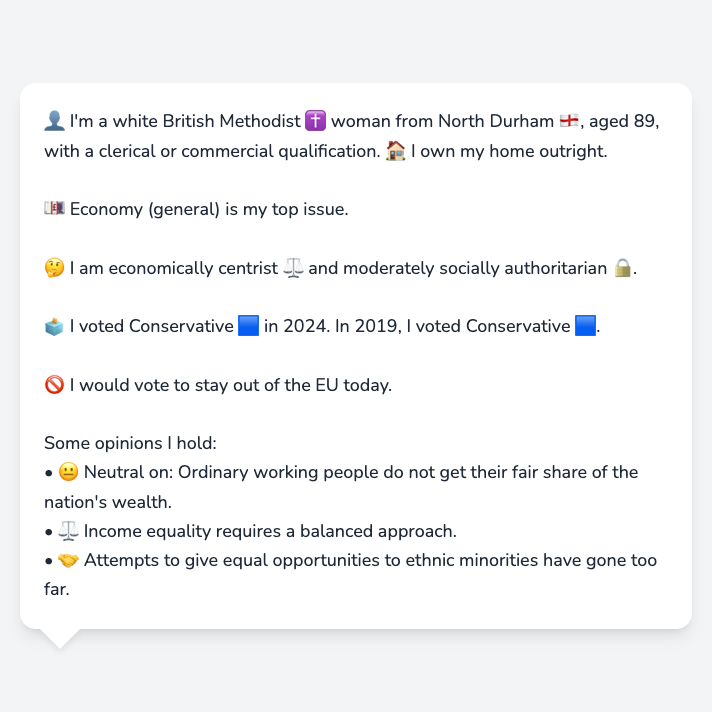 👤 I'm a white British Methodist ✝️ woman from North Durham 🏴󠁧󠁢󠁥󠁮󠁧󠁿, aged 89,
with a clerical or commercial qualification. 🏠 I own my home outright.
💷 Economy (general) is my top issue.
🤔 I am economically centrist ⚖️ and moderately socially authoritarian 🔒.
🗳️ I voted Conservative 🟦 in 2024. In 2019, I voted Conservative 🟦.
🚫 I would vote to stay out of the EU today.
Some opinions I hold:
• 😐 Neutral on: Ordinary working people do not get their fair share of the
nation's wealth.
• ⚖️ Income equality requires a balanced approach.
• 🤝 Attempts to give equal opportunities to ethnic minorities have gone too
far.